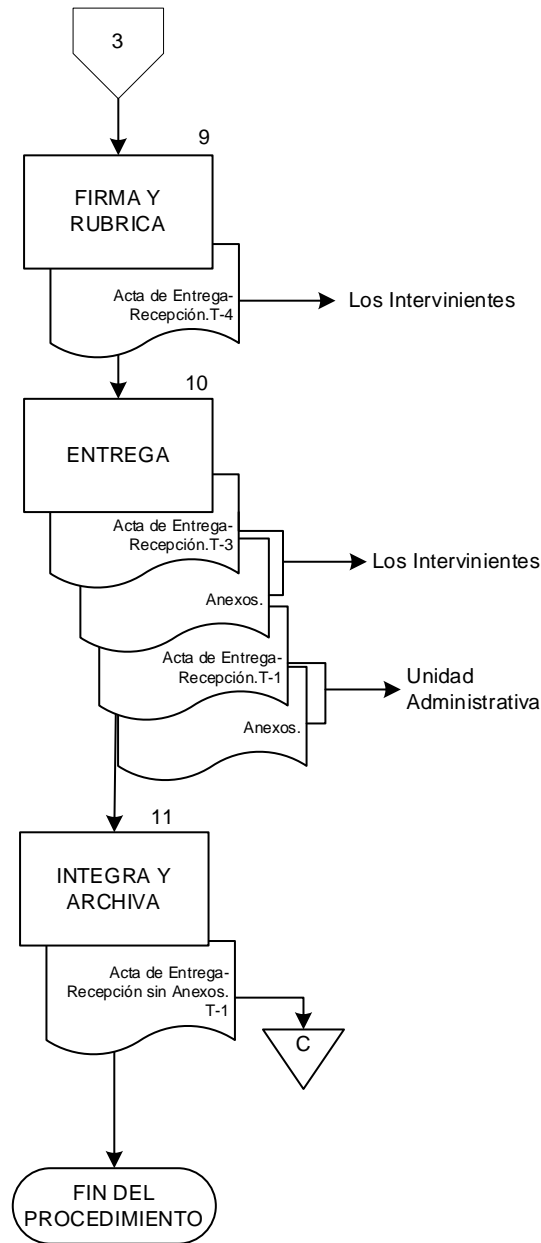 3
9
FIRMA Y
RUBRICA
Acta de Entrega-
Recepción.T-4
Los Intervinientes
10
ENTREGA
Acta de Entrega-
Recepción.T-3
Los Intervinientes
Anexos.
Acta de Entrega-
Recepción.T-1
Unidad
Administrativa
Anexos.
11
INTEGRA Y
ARCHIVA
Acta de Entrega-
Recepción sin Anexos.
T-1
C
FIN DEL
PROCEDIMIENTO